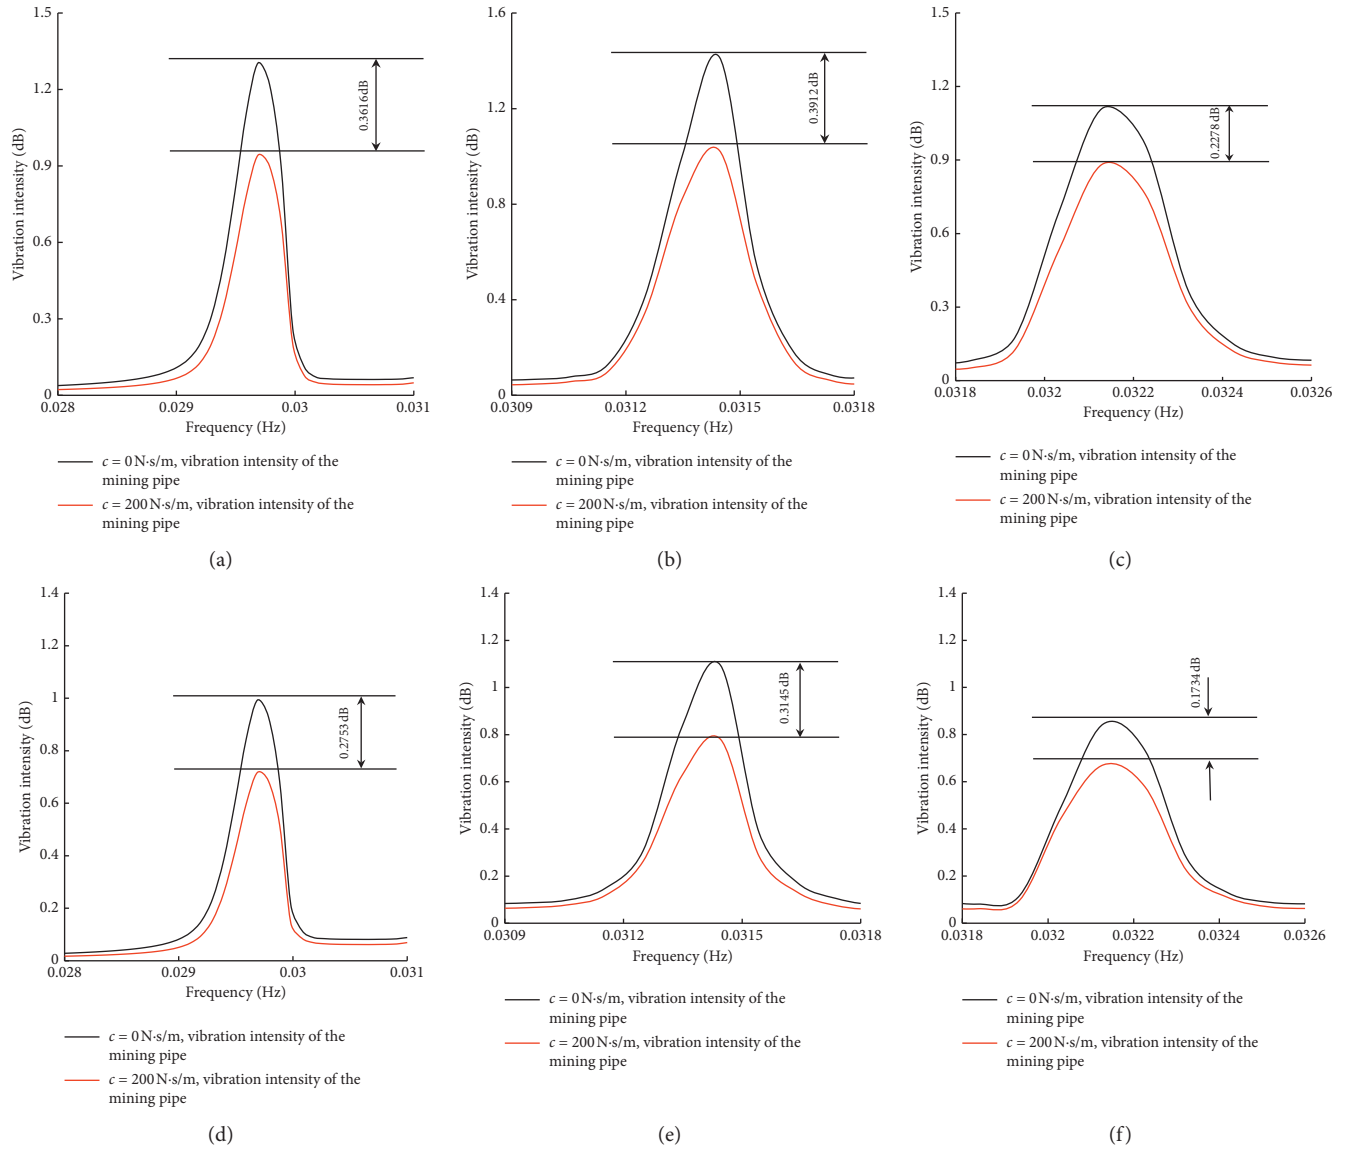 1.5
1.2
0.9
0.6
0.3
0
Vibration intensity (dB)
0.3616 dB
0.028
0.029
0.03
0.031
Frequency (Hz)
c = 0 N·s/m, vibration intensity of the
mining pipe
c = 200 N·s/m, vibration intensity of the
mining pipe
(a)
1.6
1.4
1.6
0.8
0.4
0
Vibration intensity (dB)
0.3912 dB
0.0309
0.0312
0.0315
0.0318
Frequency (Hz)
c = 0 N·s/m, vibration intensity of the
mining pipe
c = 200 N·s/m, vibration intensity of the
mining pipe
(b)
1.5
1.2
0.9
0.6
0.3
0
Vibration intensity (dB)
0.2278 dB
0.0318
0.032
0.0322
0.0324
0.0326
Frequency (Hz)
c = 0 N·s/m, vibration intensity of the
mining pipe
c = 200 N·s/m, vibration intensity of the
mining pipe
(c)
1.4
1.2
1
0.8
0.6
0.4
0.2
0
Vibration intensity (dB)
0.2753 dB
0.028
0.029
0.03
0.031
Frequency (Hz)
c = 0 N·s/m, vibration intensity of the
mining pipe
c = 200 N·s/m, vibration intensity of the
mining pipe
(d)
1.4
1.2
1
0.8
0.6
0.4
0.2
0
Vibration intensity (dB)
0.3145 dB
0.0309
0.0312
0.0315
0.0318
Frequency (Hz)
c = 0 N·s/m, vibration intensity of the
mining pipe
c = 200 N·s/m, vibration intensity of the
mining pipe
(e)
1.4
1.2
1
0.8
0.6
0.4
0.2
0
Vibration intensity (dB)
0.1734 dB
0.0318
0.032
0.0322
0.0324
0.0326
Frequency (Hz)
c = 0 N·s/m, vibration intensity of the
mining pipe
c = 200 N·s/m, vibration intensity of the
mining pipe
(f)